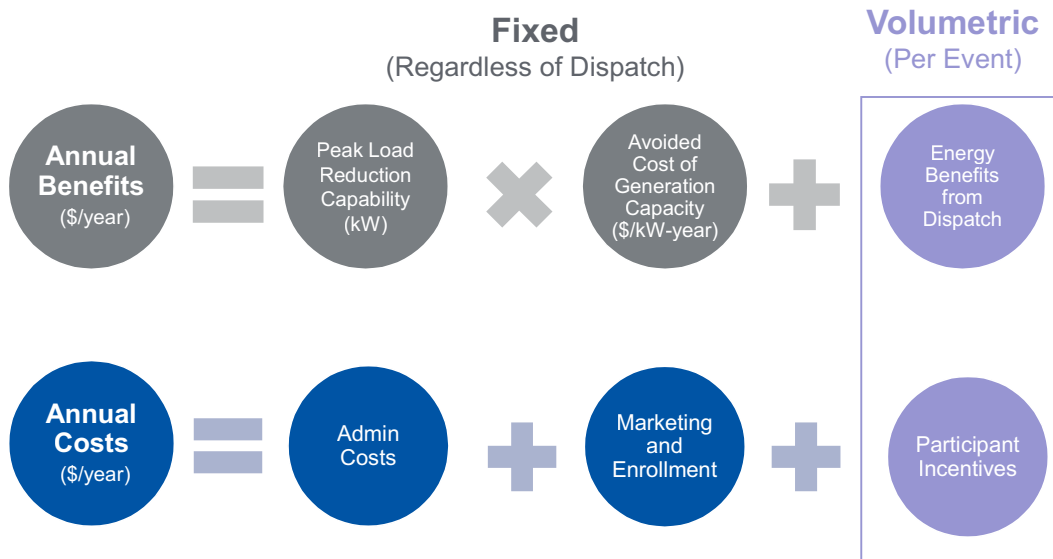 Fixed
(Regardless of Dispatch)
Volumetric
(Per Event)
Annual
Benefits
($/year)
Peak Load
Reduction
Capability
(kW)
Avoided
Cost of
Generation
Capacity
($/kW-year)
Energy
Benefits
from
Dispatch
Annual
Costs
($/year)
Admin
Costs
Marketing
and
Enrollment
Participant
Incentives